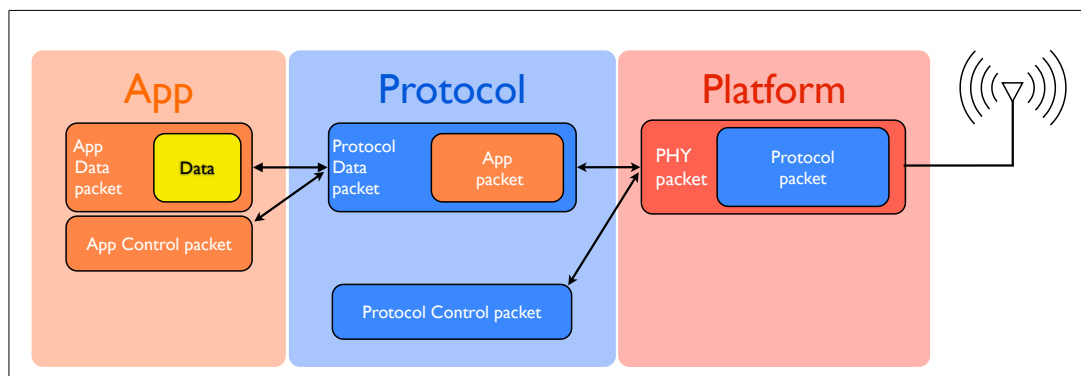 App
Protocol
Platform
App
Data
packet
Data
App Control packet
Protocol
Data
packet
App
packet
Protocol Control packet
PHY
packet
Protocol
packet